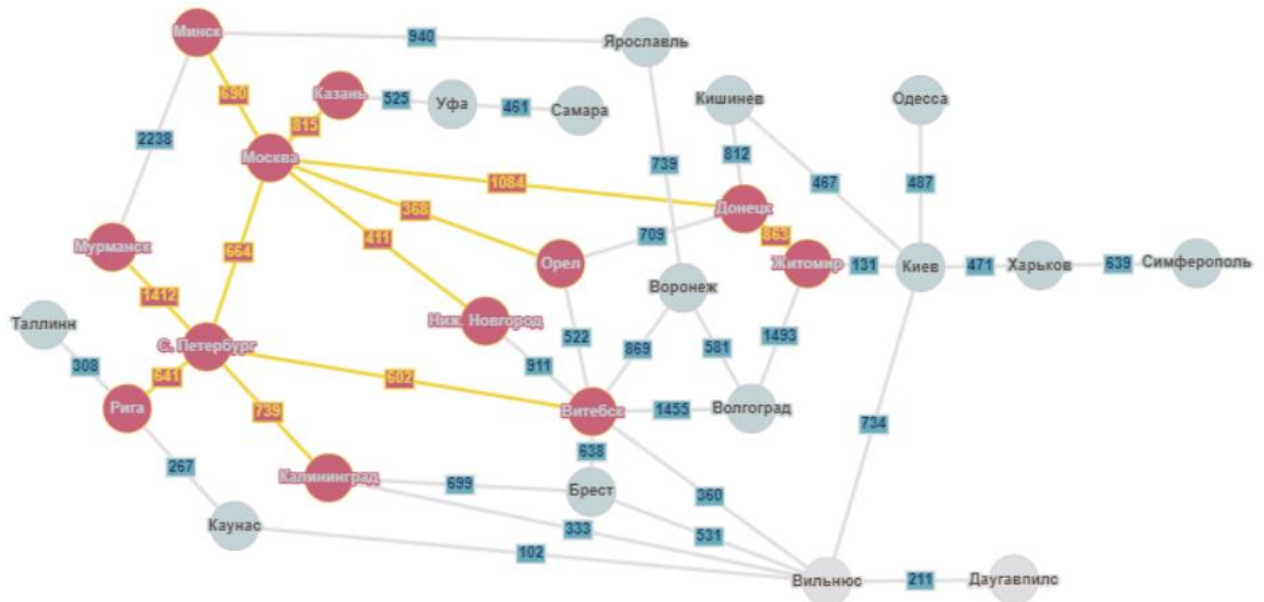 Минск
940
Ярославль
690
Казань
525
Уфа
461
Самара
Кишинев
Одесса
815
2238
Москва
739
812
467
487
1084
368
Донецк
411
709
863
Мурманск
664
Орел
Житомир
131
Киев
471
Харьков
639
Симферополь
Воронеж
1412
Таллинн
Ниж. Новгород
С. Петербург
522
1493
308
911
869
581
641
602
Рига
739
Витебск
1455
Волгоград
734
638
267
Калининград
699
Брест
360
Каунас
333
531
102
Вильнюс
211
Даугавпилс